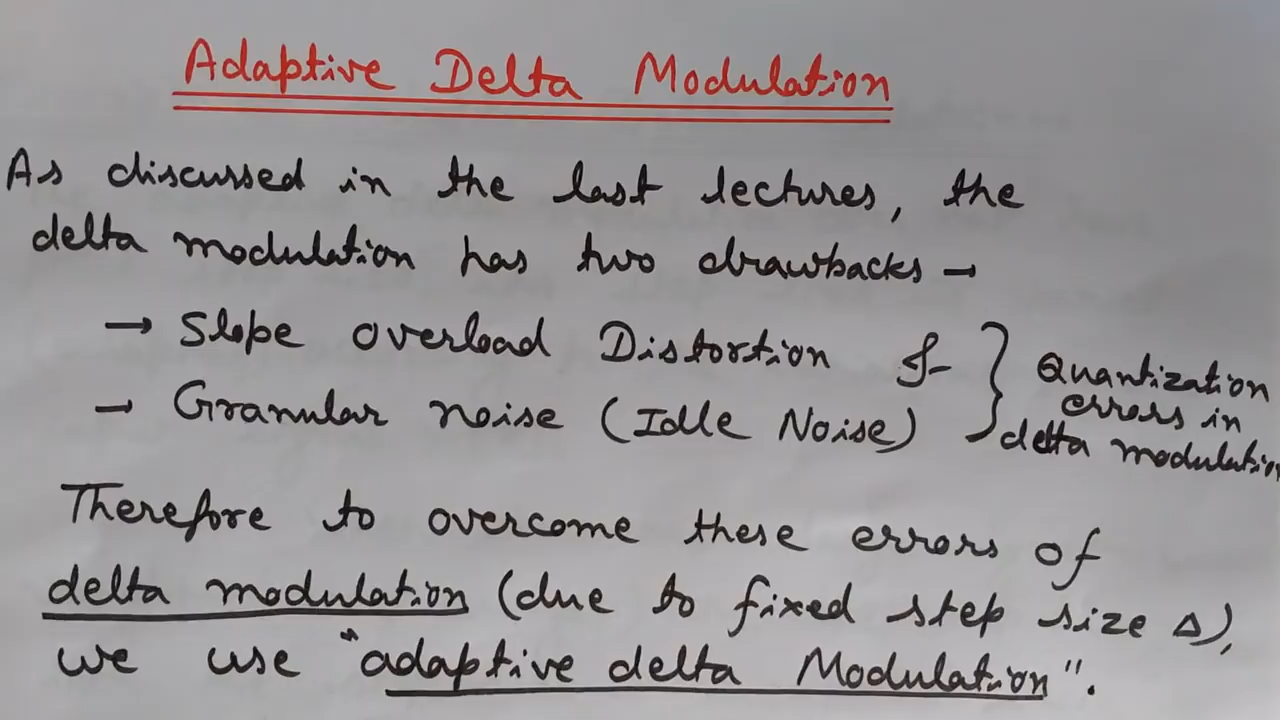 Adaptive Delta Modulation
As discussed in the last lectures, the
delta modulation has two drawbacks →
→ Slope overload Distortion &
→ Granular noise (Idle Noise)
Quantization
errors in
delta modulation
Therefore to overcome these errors of
delta modulation (due to fixed step size Δ),
we use "adaptive delta Modulation".